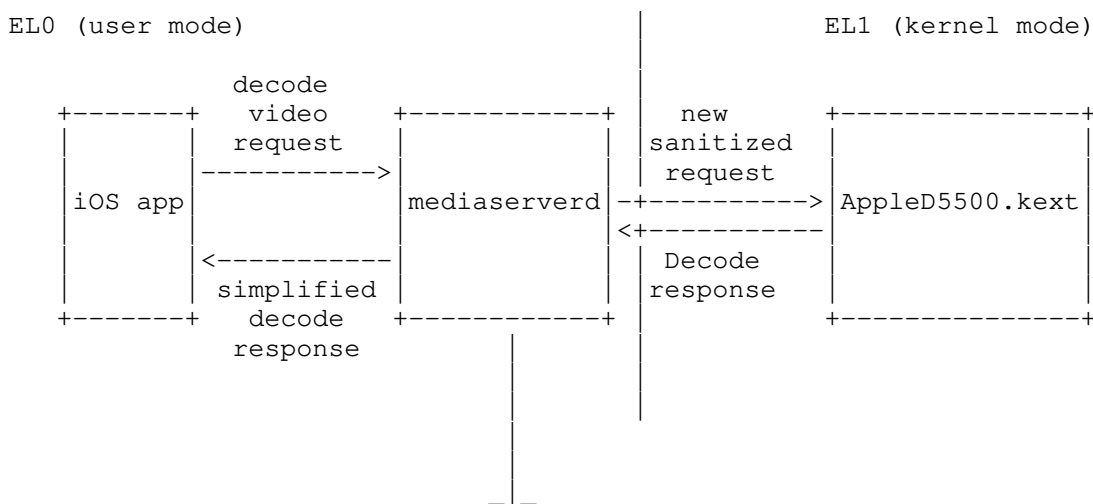 EL0 (user mode) EL1 (kernel mode)
decode
video new
request sanitized
request
iOS app mediaserverd AppleD5500.kext
Decode
simplified response
decode
response